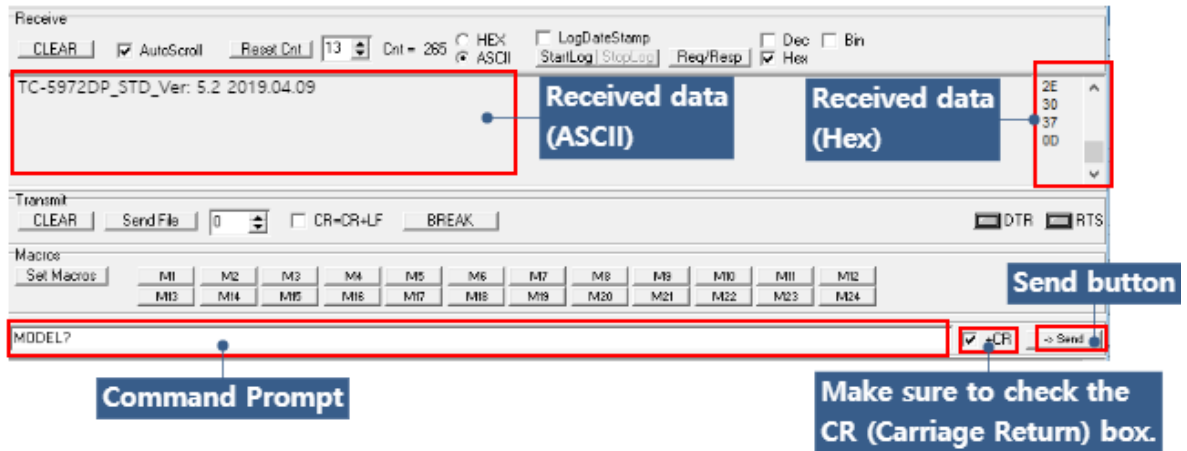 Receive
CLEAR AutoScroll Reset Cnt 13 Cnt = 265 HEX ASCII LogDateStamp StartLog StopLog Req/Resp Dec Bin Hex
TC-5972DP_STD_Ver: 5.2 2019.04.09
Received data
(ASCII)
Received data
(Hex)
2E
30
37
0D
Transmit
CLEAR Send File 0 CR=CR+LF BREAK DTR RTS
Macros
Set Macros M1 M2 M3 M4 M5 M6 M7 M8 M9 M10 M11 M12
M13 M14 M15 M16 M17 M18 M19 M20 M21 M22 M23 M24
Send button
MODEL? +CR -> Send
Command Prompt
Make sure to check the
CR (Carriage Return) box.